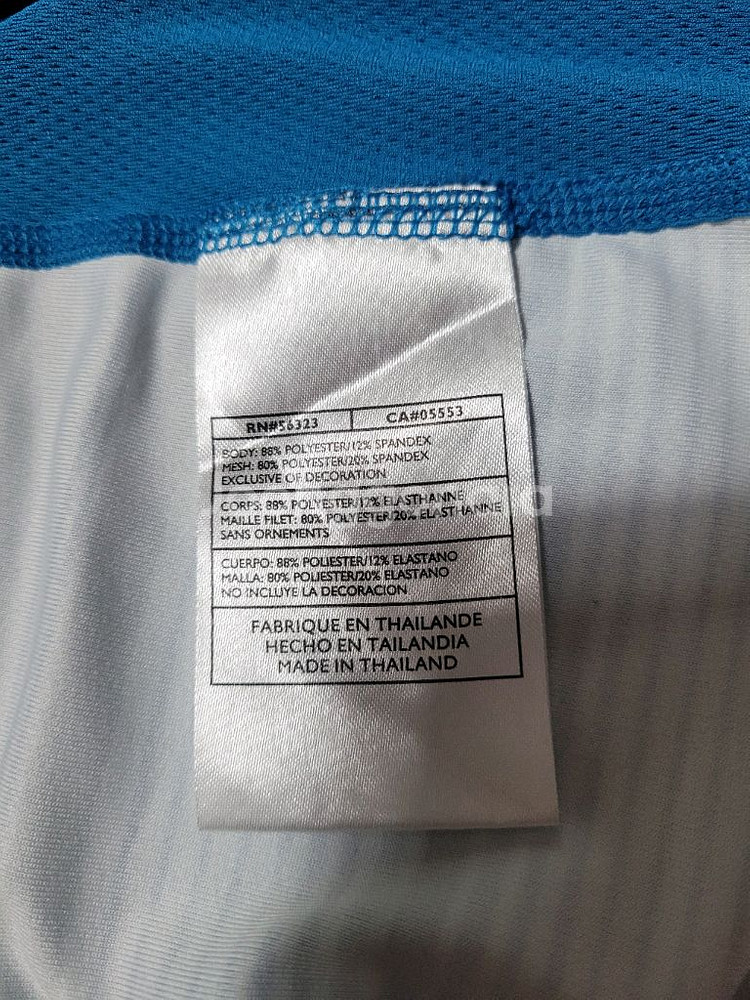 RN#56323 CA#05553
BODY: 88% POLYESTER/12% SPANDEX
MESH: 80% POLYESTER/20% SPANDEX
EXCLUSIVE OF DECORATION
CORPS: 88% POLYESTER/12% ELASTHANNE
MAILLE FILET: 80% POLYESTER/20% ELASTHANNE
SANS ORNEMENTS
CUERPO: 88% POLIESTER/12% ELASTANO
MALLA: 80% POLIESTER/20% ELASTANO
NO INCLUYE LA DECORACION
FABRIQUE EN THAILANDE
HECHO EN TAILANDIA
MADE IN THAILAND